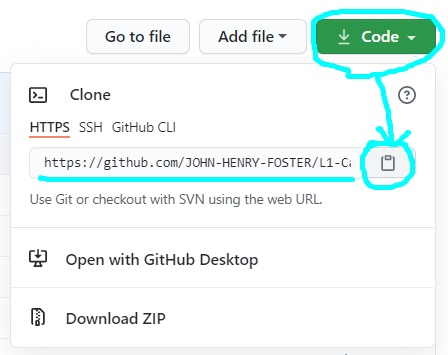 Go to file Add file Code
Clone
HTTPS SSH GitHub CLI
https://github.com/JOHN-HENRY-FOSTER/L1-Ca
Use Git or checkout with SVN using the web URL.
Open with GitHub Desktop
Download ZIP